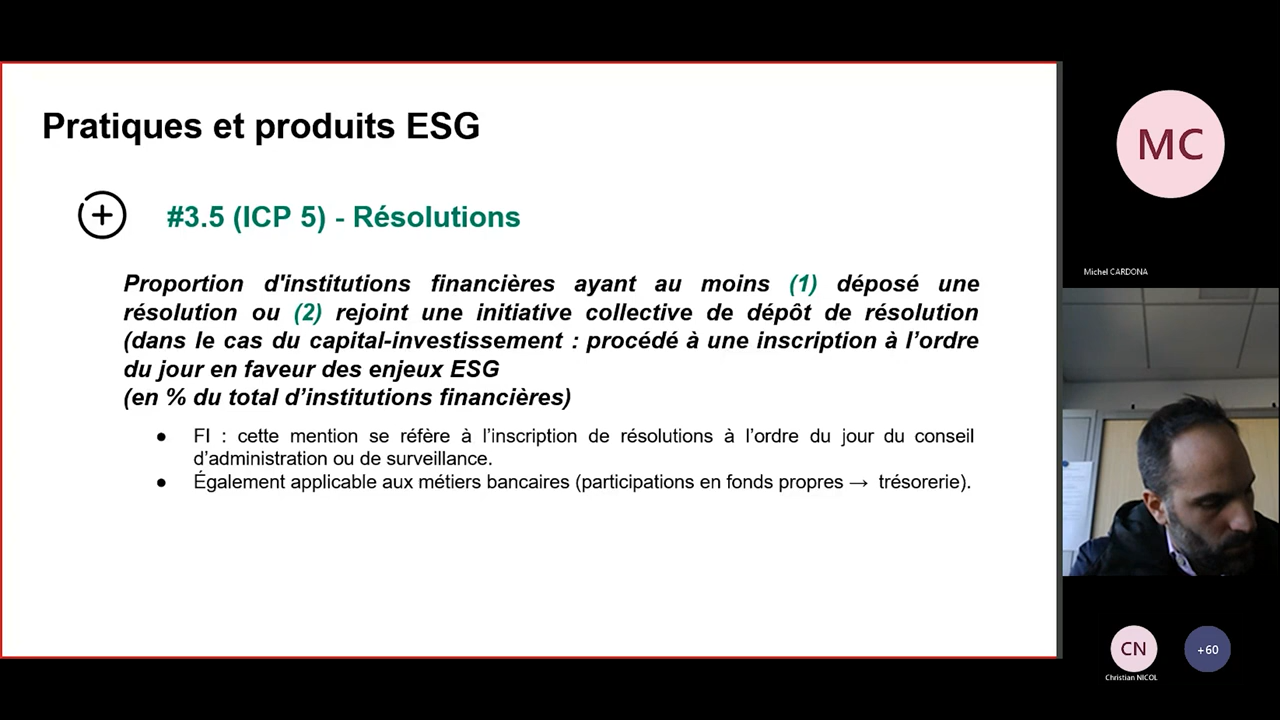 Pratiques et produits ESG
#3.5 (ICP 5) - Résolutions
Proportion d'institutions financières ayant au moins (1) déposé une
résolution ou (2) rejoint une initiative collective de dépôt de résolution
(dans le cas du capital-investissement : procédé à une inscription à l’ordre
du jour en faveur des enjeux ESG
(en % du total d’institutions financières)
● FI : cette mention se réfère à l’inscription de résolutions à l’ordre du jour du conseil
d’administration ou de surveillance.
● Également applicable aux métiers bancaires (participations en fonds propres → trésorerie).
MC
Michel CARDONA
CN
+60
Christian NICOL